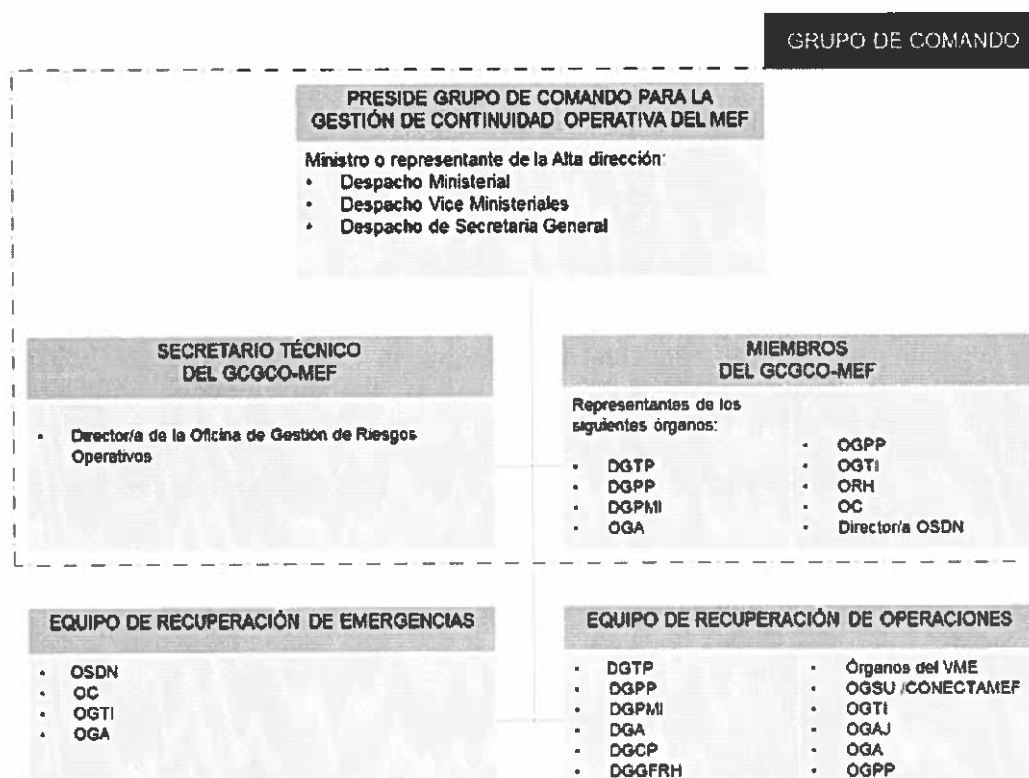 GRUPO DE COMANDO
PRESIDE GRUPO DE COMANDO PARA LA
GESTIÓN DE CONTINUIDAD OPERATIVA DEL MEF
Ministro o representante de la Alta dirección:
• Despacho Ministerial
• Despacho Vice Ministeriales
• Despacho de Secretaria General
SECRETARIO TÉCNICO
DEL GCGCO-MEF
• Director/a de la Oficina de Gestión de Riesgos
Operativos
MIEMBROS
DEL GCGCO-MEF
Representantes de los
siguientes órganos:
• DGTP
• DGPP
• DGPMI
• OGA
• OGPP
• OGTI
• ORH
• OC
• Director/a OSDN
EQUIPO DE RECUPERACIÓN DE EMERGENCIAS
• OSDN
• OC
• OGTI
• OGA
EQUIPO DE RECUPERACIÓN DE OPERACIONES
• DGTP
• DGPP
• DGPMI
• DGA
• DGCP
• DGGFRH
• Órganos del VME
• OGSU /CONECTAMEF
• OGTI
• OGAJ
• OGA
• OGPP